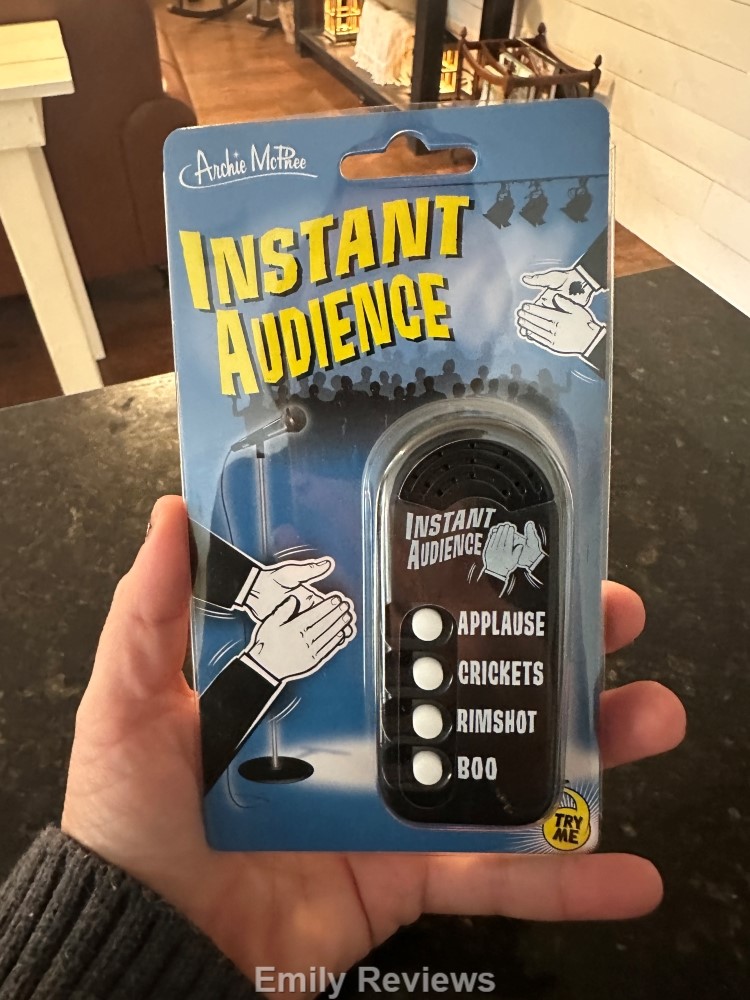 Archie McPhee
INSTANT
AUDIENCE
INSTANT
AUDIENCE
APPLAUSE
CRICKETS
RIMSHOT
BOO
TRY
ME
Emily Reviews